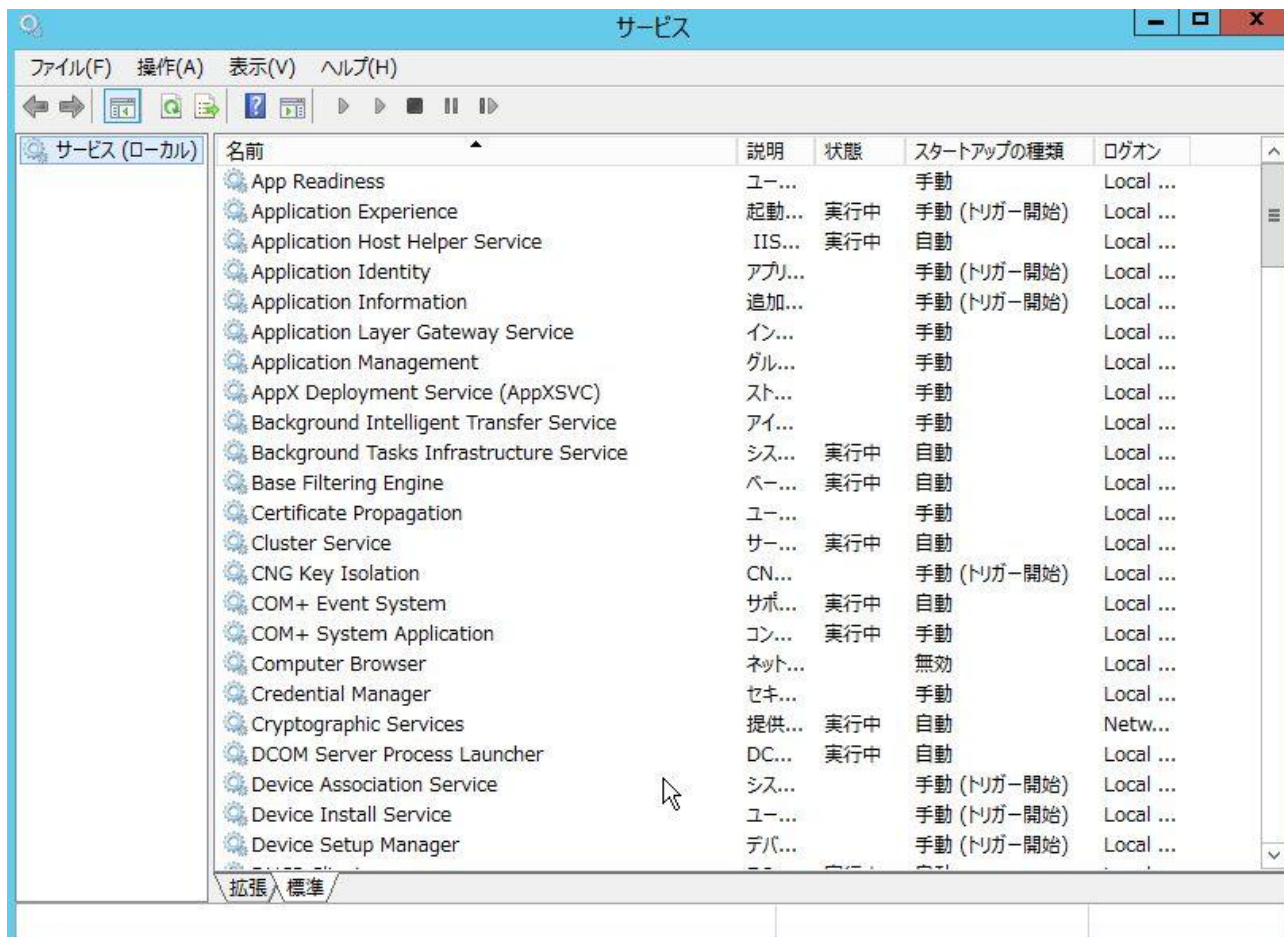 サービス
ファイル(F) 操作(A) 表示(V) ヘルプ(H)
サービス (ローカル)
名前 説明 状態 スタートアップの種類 ログオン
App Readiness ユー... 手動 Local ...
Application Experience 起動... 実行中 手動 (トリガー開始) Local ...
Application Host Helper Service IIS... 実行中 自動 Local ...
Application Identity アプリ... 手動 (トリガー開始) Local ...
Application Information 追加... 手動 (トリガー開始) Local ...
Application Layer Gateway Service イン... 手動 Local ...
Application Management グル... 手動 Local ...
AppX Deployment Service (AppXSVC) スト... 手動 Local ...
Background Intelligent Transfer Service アイ... 手動 Local ...
Background Tasks Infrastructure Service シス... 実行中 自動 Local ...
Base Filtering Engine ベー... 実行中 自動 Local ...
Certificate Propagation ユー... 手動 Local ...
Cluster Service サー... 実行中 自動 Local ...
CNG Key Isolation CN... 手動 (トリガー開始) Local ...
COM+ Event System サポ... 実行中 自動 Local ...
COM+ System Application コン... 実行中 手動 Local ...
Computer Browser ネット... 無効 Local ...
Credential Manager セキ... 手動 Local ...
Cryptographic Services 提供... 実行中 自動 Netw...
DCOM Server Process Launcher DC... 実行中 自動 Local ...
Device Association Service シス... 手動 (トリガー開始) Local ...
Device Install Service ユー... 手動 (トリガー開始) Local ...
Device Setup Manager デバ... 手動 (トリガー開始) Local ...
拡張 標準